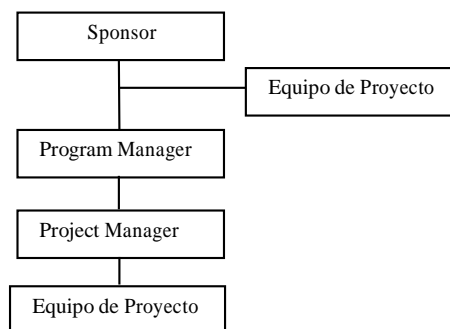 Sponsor
Equipo de Proyecto
Program Manager
Project Manager
Equipo de Proyecto